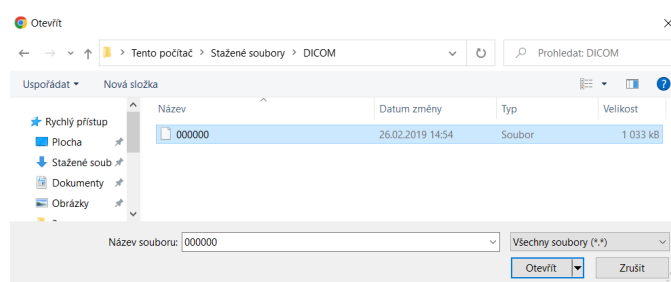 Otevřít
Tento počítač > Stažené soubory > DICOM
Prohledat: DICOM
Uspořádat
Nová složka
Název
Datum změny
Typ
Velikost
Rychlý přístup
Plocha
Stažené soub
Dokumenty
Obrázky
000000
26.02.2019 14:54
Soubor
1 033 kB
Název souboru:
000000
Všechny soubory (*.*)
Otevřít
Zrušit